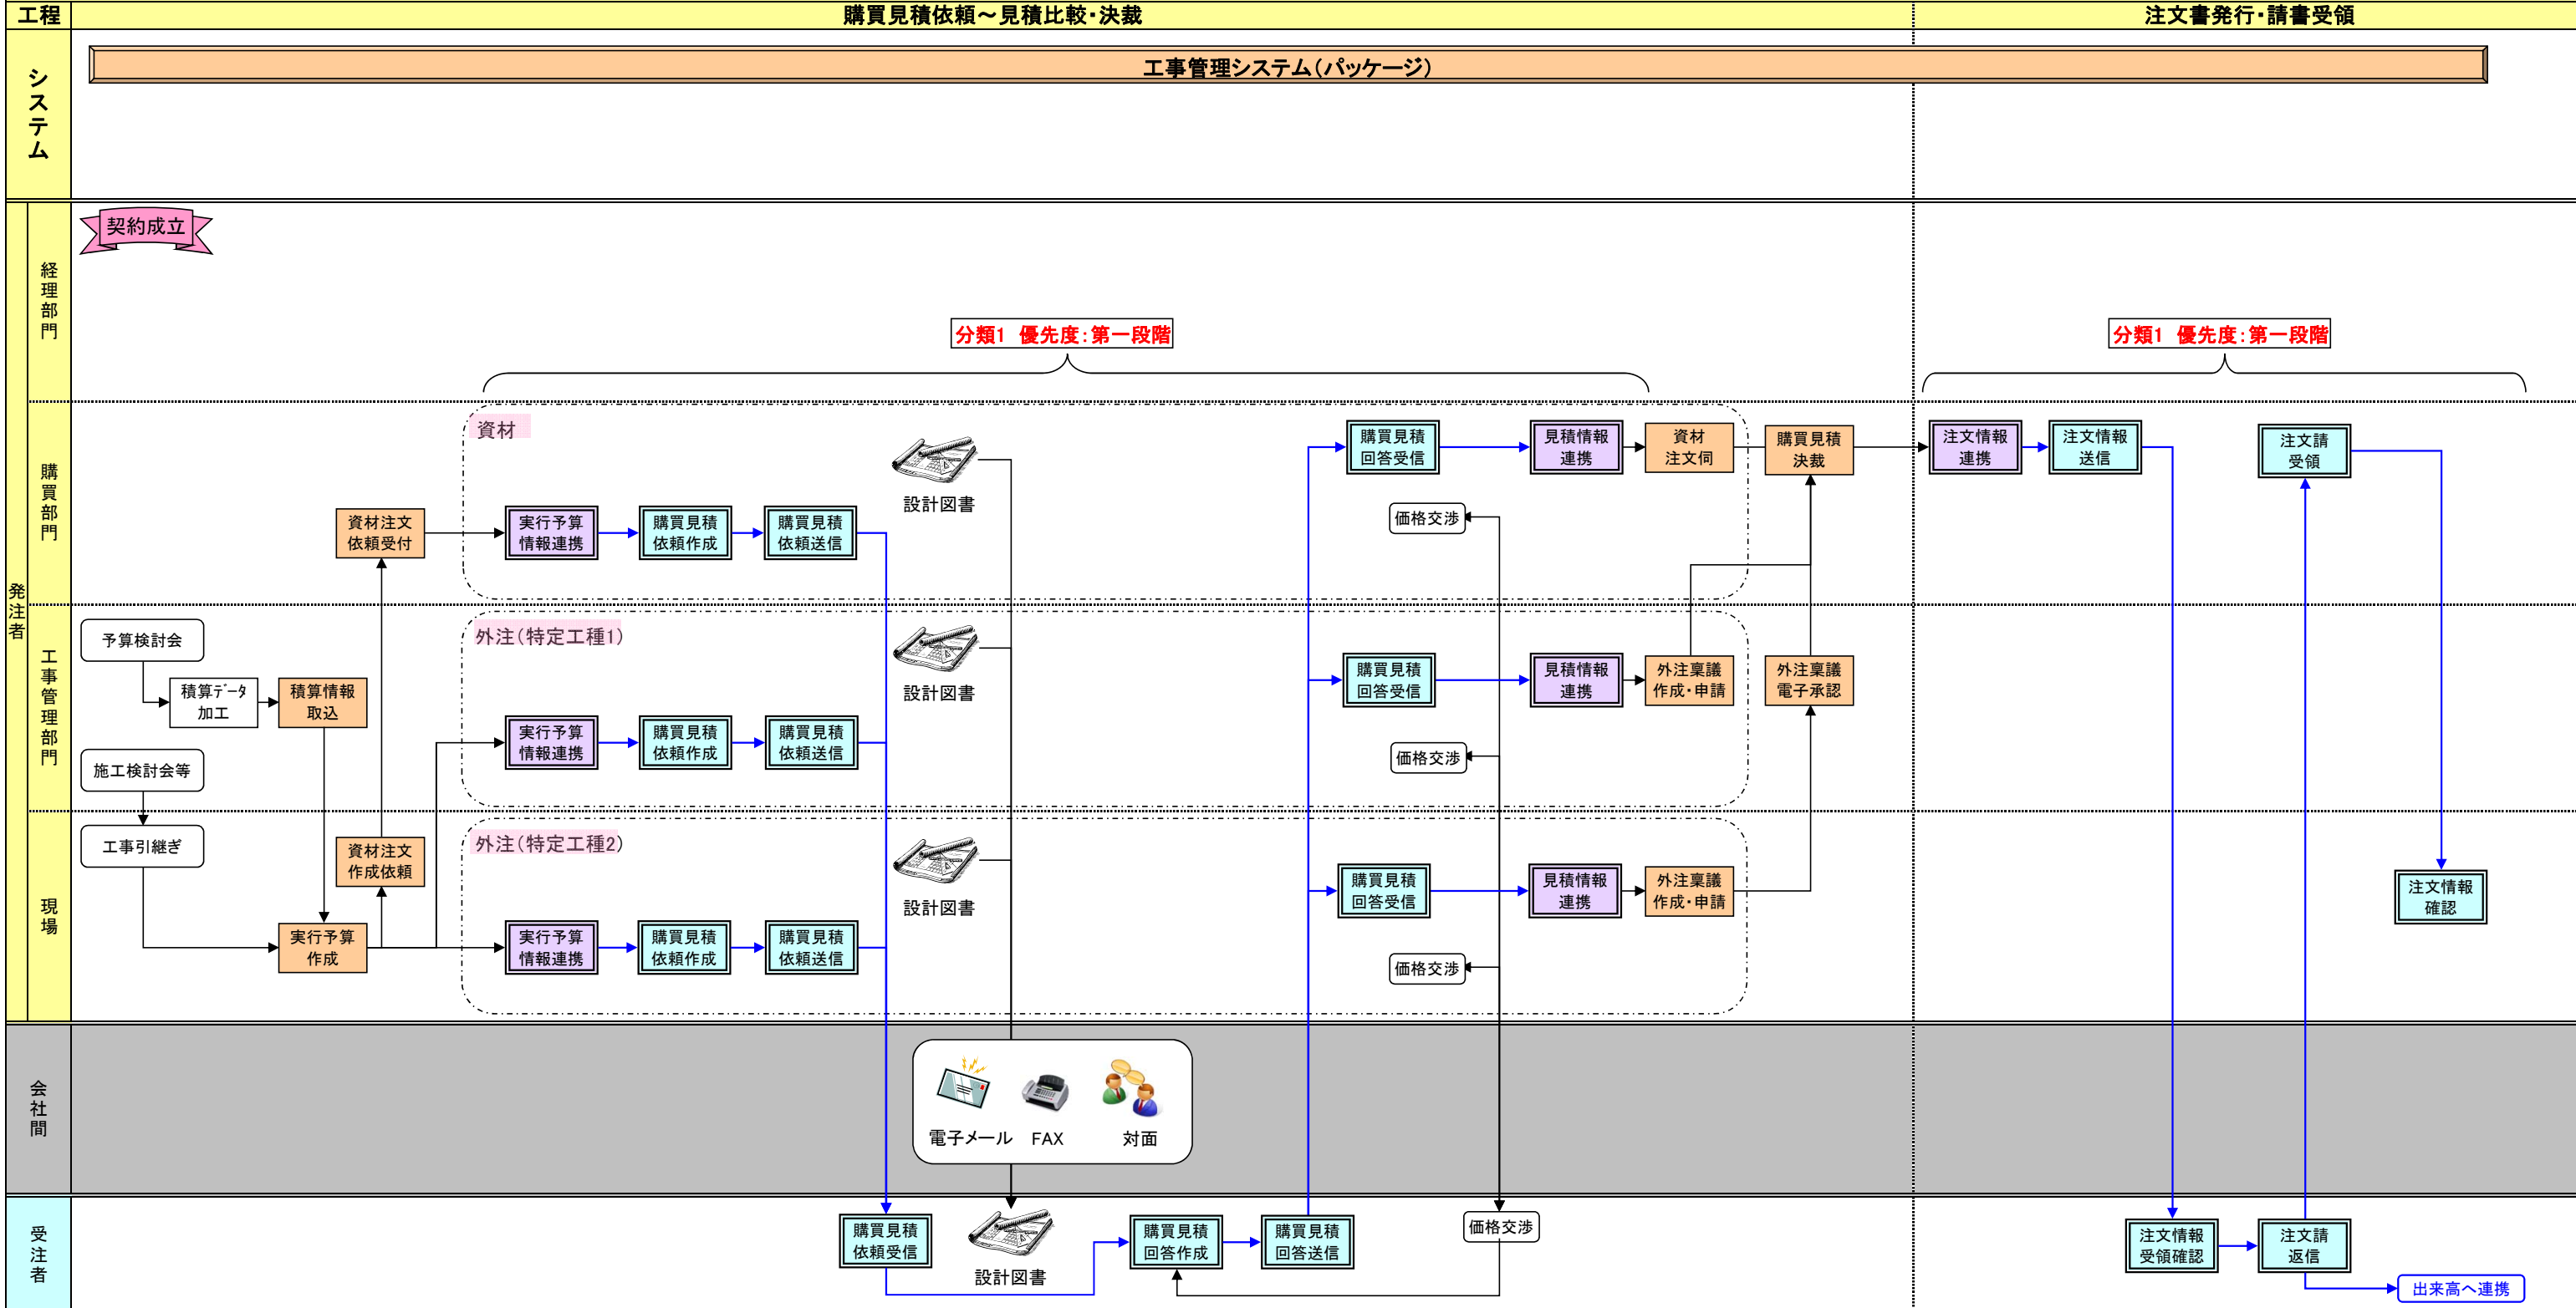 工程
購買見積依頼～見積比較・決裁
注文書発行・請書受領
システム
工事管理システム(パッケージ)
発注者
経理部門
契約成立
分類1 優先度:第一段階
分類1 優先度:第一段階
購買部門
資材
設計図書
資材注文
依頼受付
実行予算
情報連携
購買見積
依頼作成
購買見積
依頼送信
購買見積
回答受信
見積情報
連携
資材
注文伺
購買見積
決裁
価格交渉
注文情報
連携
注文情報
送信
注文請
受領
工事管理部門
予算検討会
積算データ
加工
積算情報
取込
施工検討会等
外注(特定工種1)
設計図書
実行予算
情報連携
購買見積
依頼作成
購買見積
依頼送信
購買見積
回答受信
見積情報
連携
外注稟議
作成・申請
外注稟議
電子承認
価格交渉
現場
工事引継ぎ
資材注文
作成依頼
実行予算
作成
外注(特定工種2)
設計図書
実行予算
情報連携
購買見積
依頼作成
購買見積
依頼送信
購買見積
回答受信
見積情報
連携
外注稟議
作成・申請
価格交渉
注文情報
確認
会社間
電子メール
FAX
対面
受注者
購買見積
依頼受信
設計図書
購買見積
回答作成
購買見積
回答送信
価格交渉
注文情報
受領確認
注文請
返信
出来高へ連携